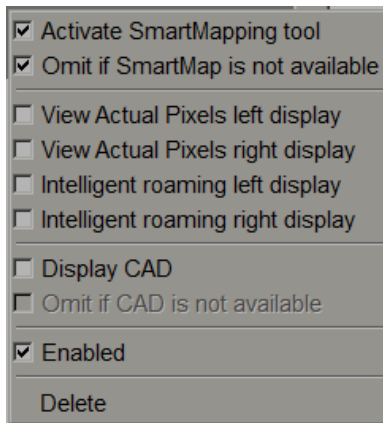 Activate SmartMapping tool
Omit if SmartMap is not available
View Actual Pixels left display
View Actual Pixels right display
Intelligent roaming left display
Intelligent roaming right display
Display CAD
Omit if CAD is not available
Enabled
Delete